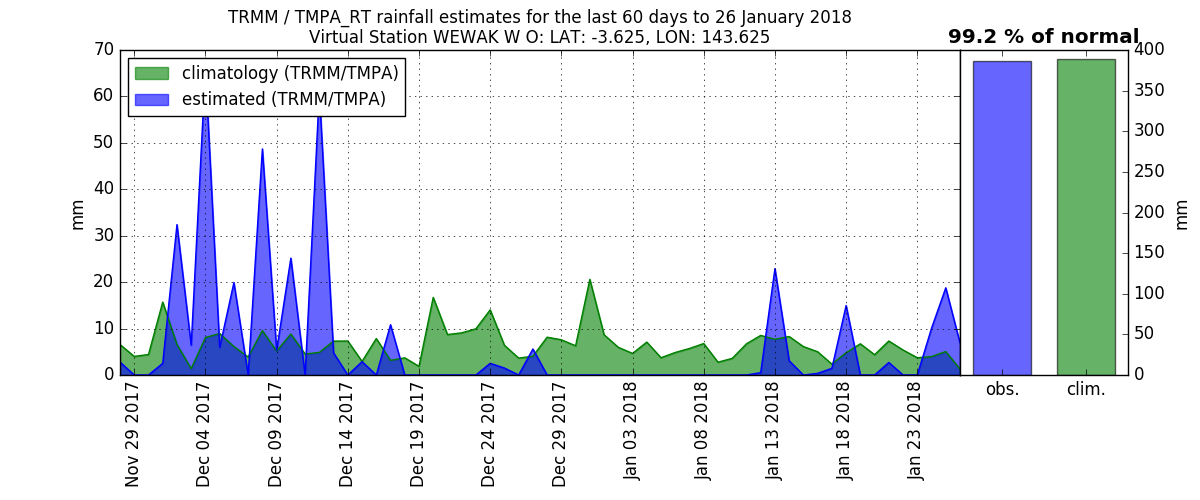 TRMM / TMPA_RT rainfall estimates for the last 60 days to 26 January 2018
Virtual Station WEWAK W O: LAT: -3.625, LON: 143.625
99.2 % of normal
climatology (TRMM/TMPA)
estimated (TRMM/TMPA)
70
60
50
40
30
20
10
0
mm
Nov 29 2017
Dec 04 2017
Dec 09 2017
Dec 14 2017
Dec 19 2017
Dec 24 2017
Dec 29 2017
Jan 03 2018
Jan 08 2018
Jan 13 2018
Jan 18 2018
Jan 23 2018
400
350
300
250
200
150
100
50
0
mm
obs.
clim.